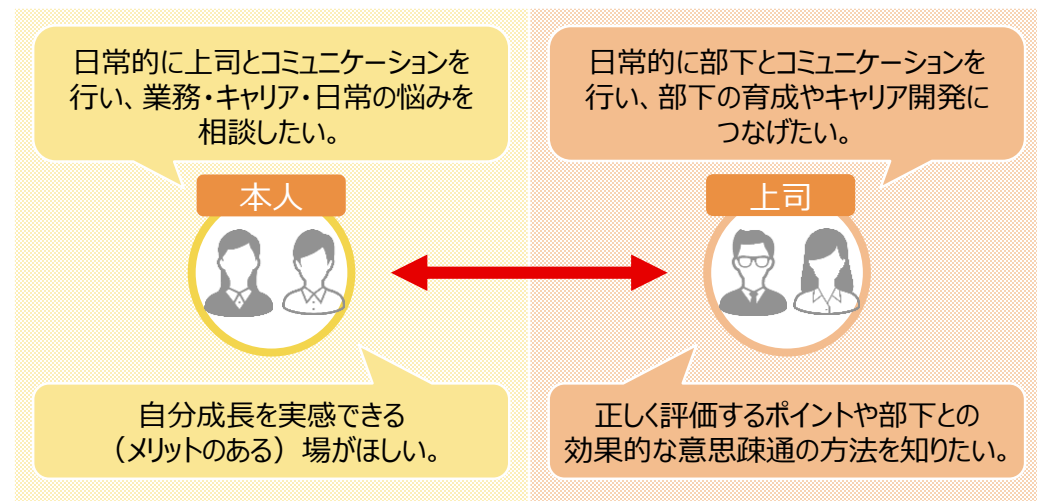 日常的に上司とコミュニケーションを
行い、業務・キャリア・日常の悩みを
相談したい。
本人
自分成長を実感できる
（メリットのある）場がほしい。
日常的に部下とコミュニケーションを
行い、部下の育成やキャリア開発に
つなげたい。
上司
正しく評価するポイントや部下との
効果的な意思疎通の方法を知りたい。